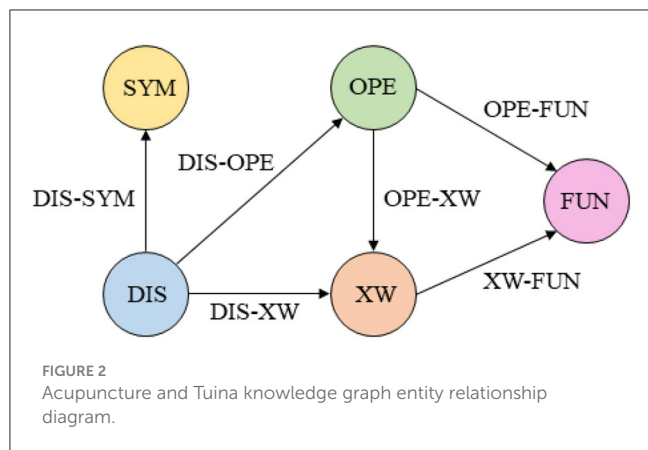 SYM
OPE
OPE-FUN
DIS-OPE
DIS-SYM
OPE-XW
FUN
DIS
XW
XW-FUN
DIS-XW
FIGURE 2
Acupuncture and Tuina knowledge graph entity relationship
diagram.